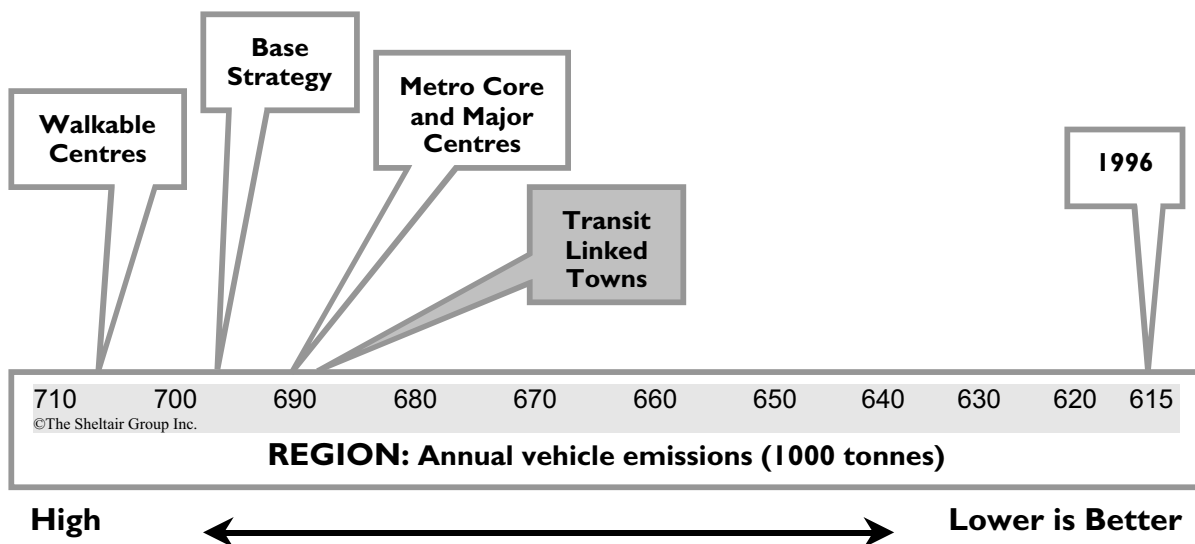 Walkable
Centres
Base
Strategy
Metro Core
and Major
Centres
Transit
Linked
Towns
1996
710 700 690 680 670 660 650 640 630 620 615
©The Sheltair Group Inc.
REGION: Annual vehicle emissions (1000 tonnes)
High Lower is Better